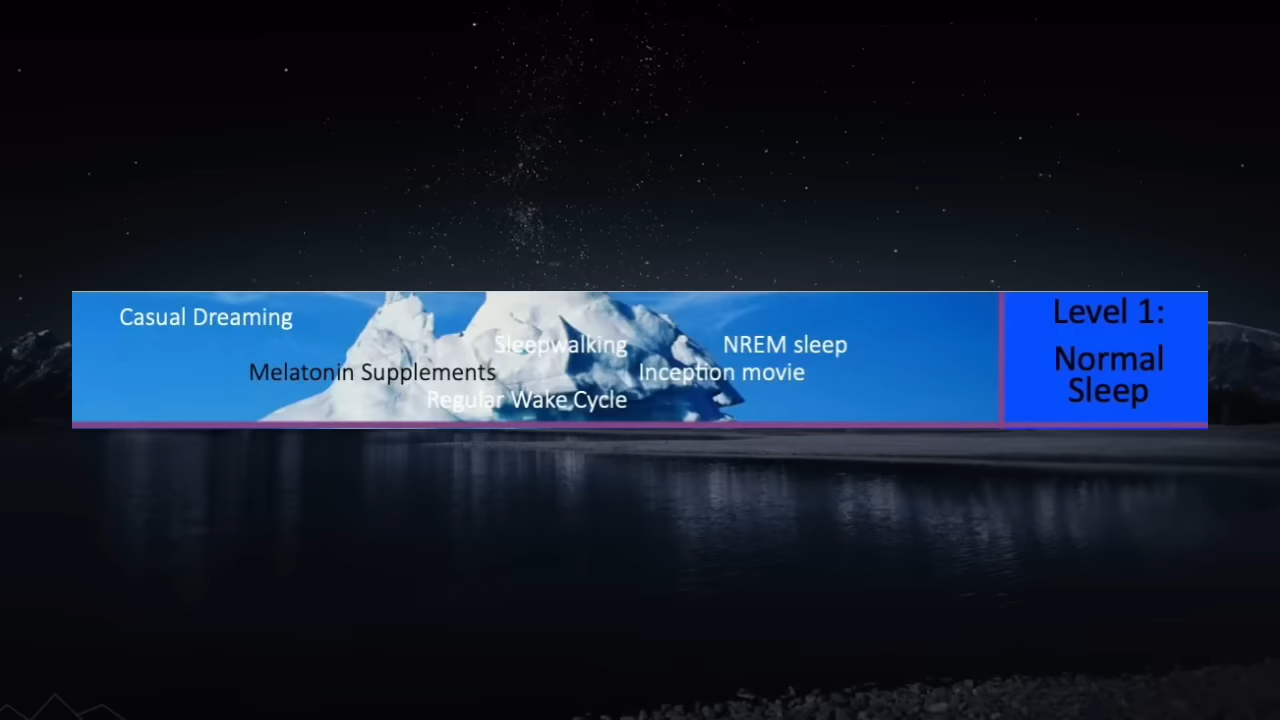 Casual Dreaming
Sleepwalking
NREM sleep
Melatonin Supplements
Inception movie
Regular Wake Cycle
Level 1:
Normal
Sleep